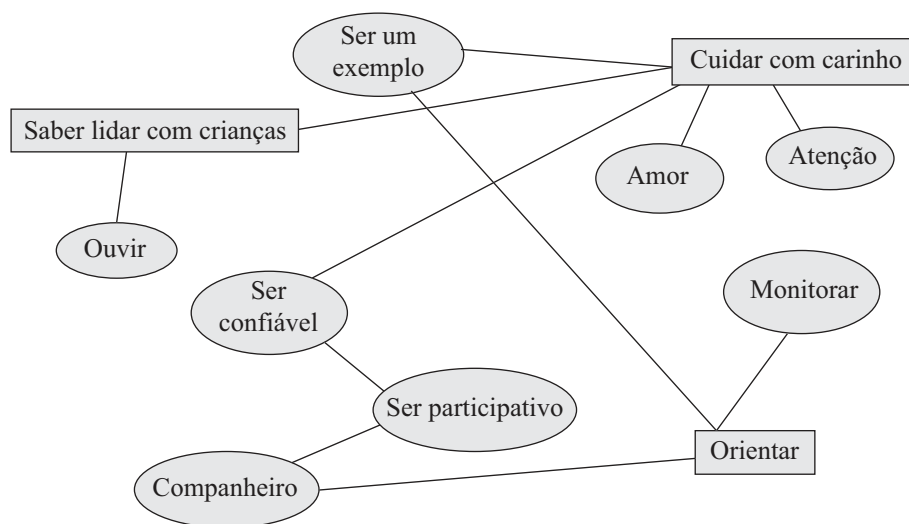 Ser um
exemplo
Cuidar com carinho
Saber lidar com crianças
Amor
Atenção
Ouvir
Ser
confiável
Monitorar
Ser participativo
Orientar
Companheiro